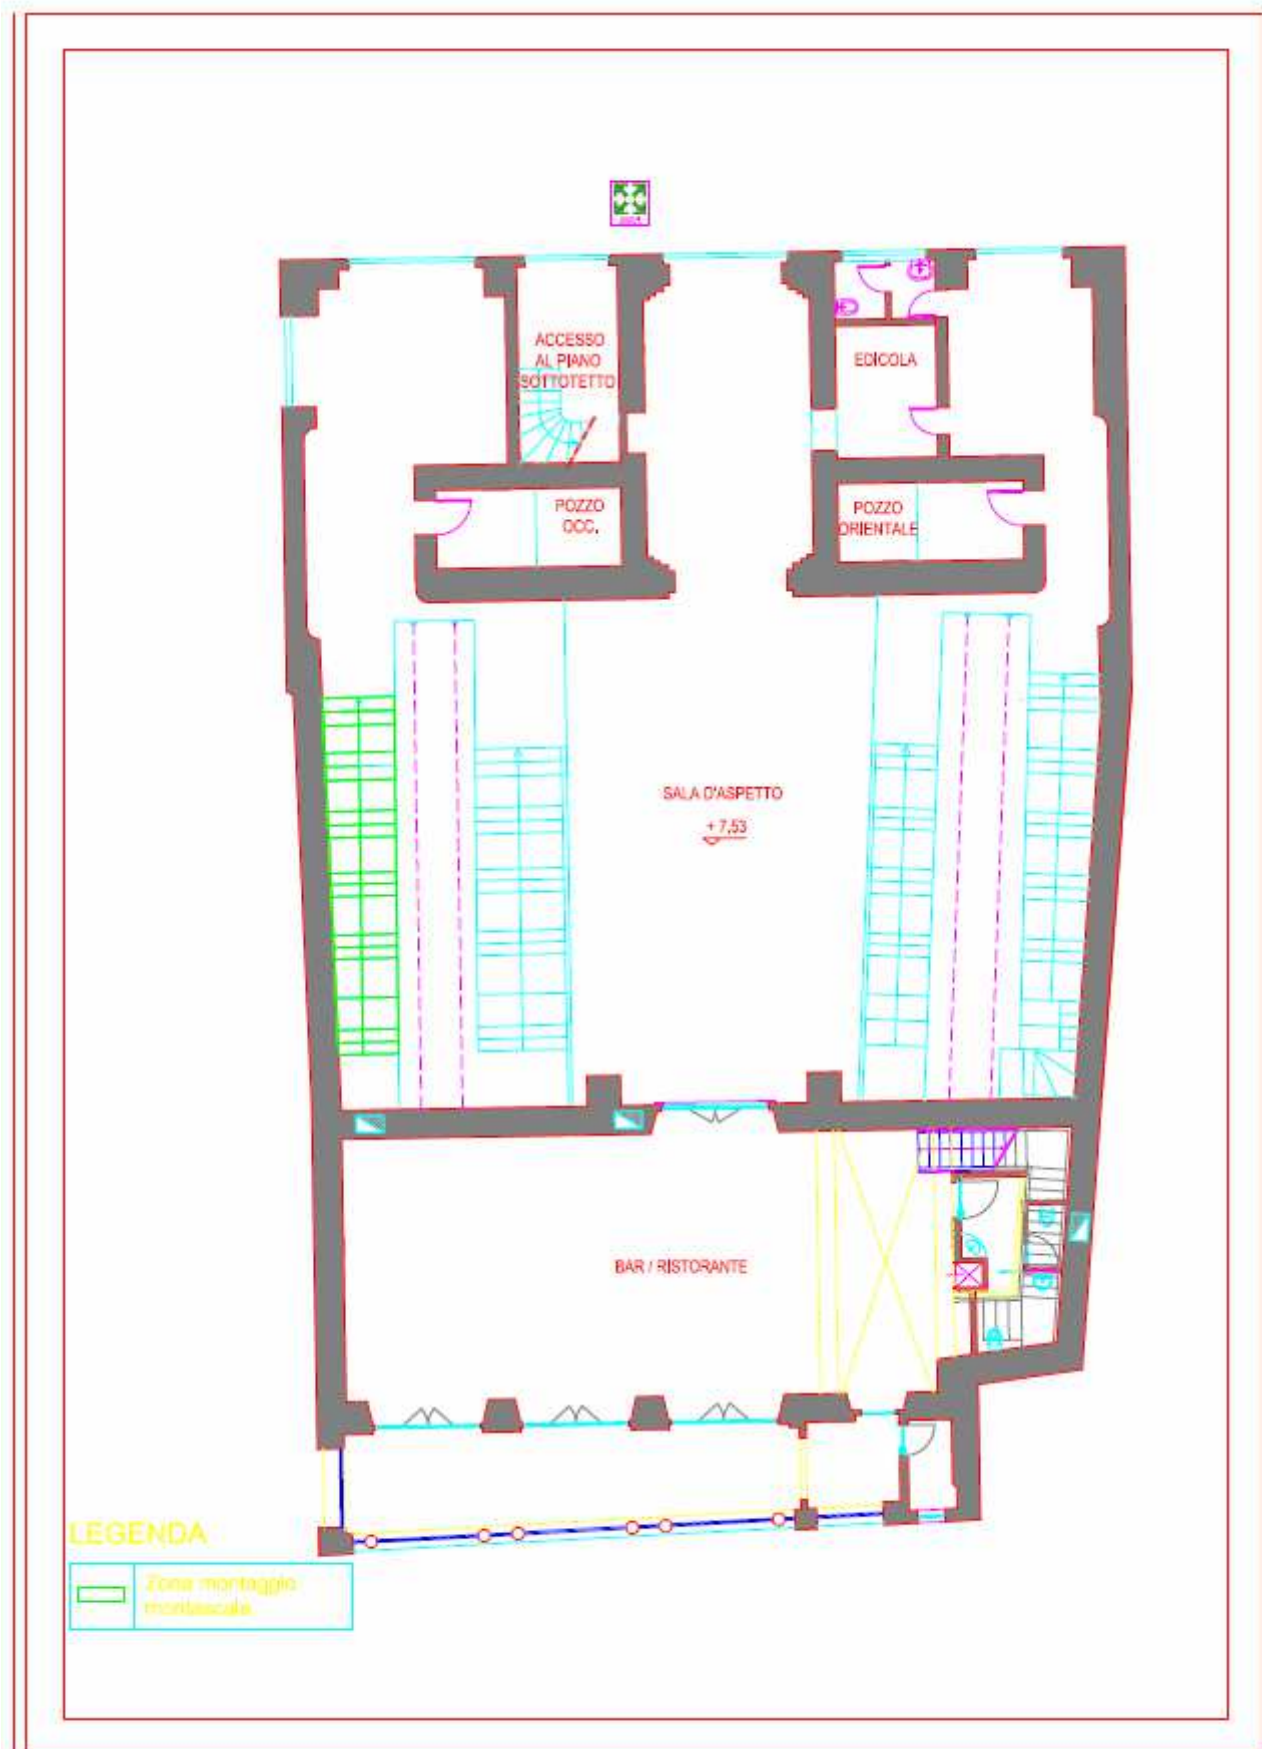 ACCESSO
AL PIANO
SOTTOTETTO
EDICOLA
POZZO
OCC.
POZZO
ORIENTALE
SALA D'ASPETTO
+ 7,53
BAR / RISTORANTE
LEGENDA
Zona montaggio
montascale